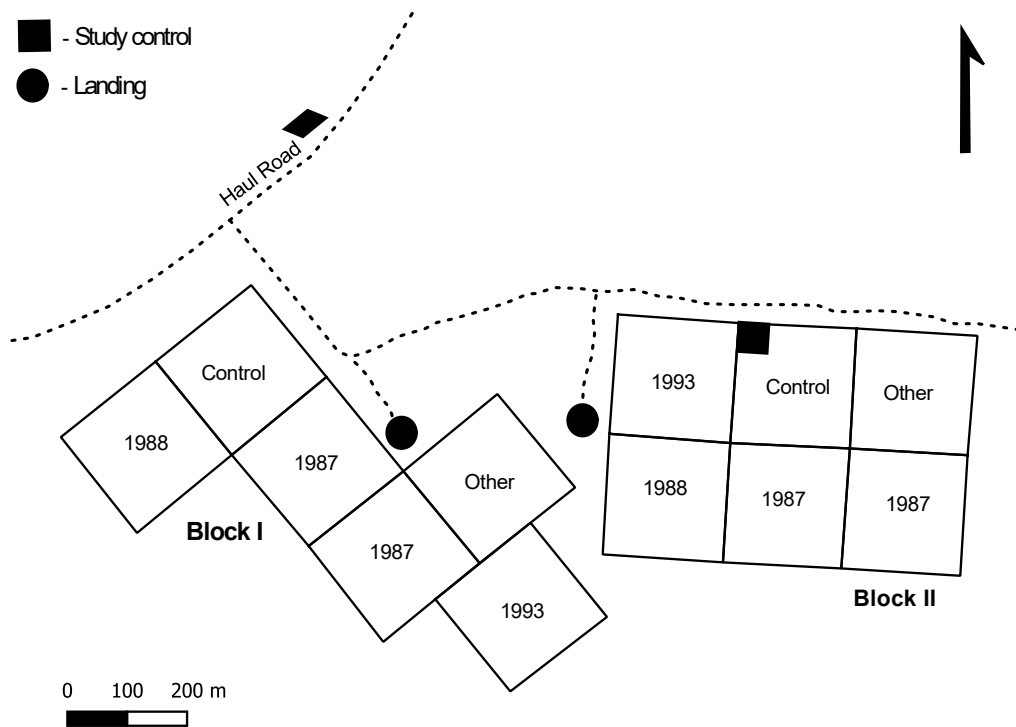 - Study control
- Landing
Haul Road
Control
1988
1987
1987
Other
1993
Block I
1993
Control
Other
1988
1987
1987
Block II
0 100 200 m